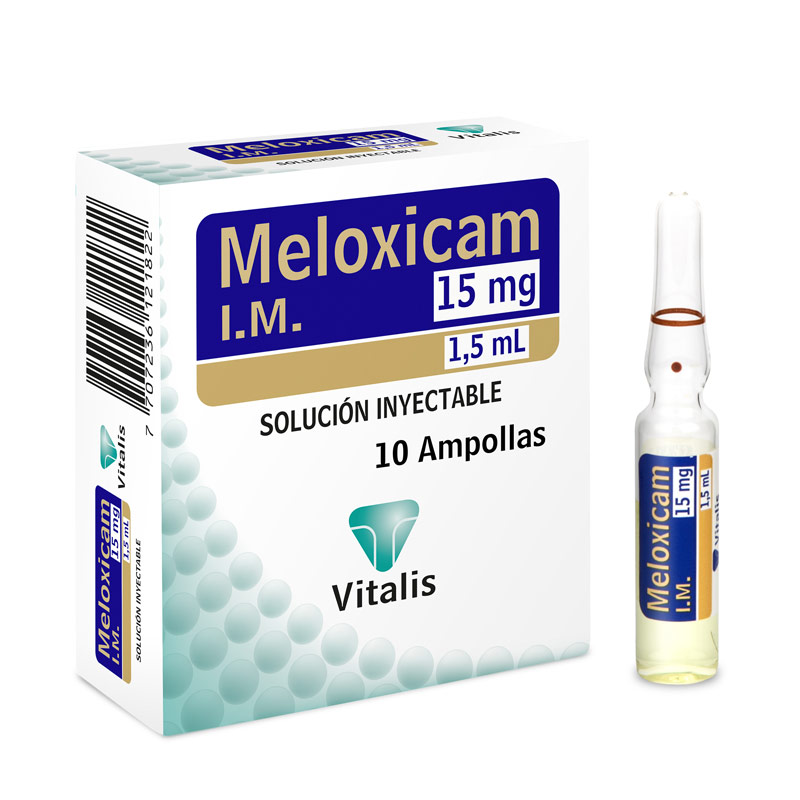 Meloxicam
I.M.
15 mg
1,5 mL
SOLUCIÓN INYECTABLE
Vitalis
Meloxicam
I.M.
15 mg
1,5 mL
SOLUCIÓN INYECTABLE
10 Ampollas
Vitalis
7 707236 121822
Vitalis
Meloxicam
I.M.
15 mg
1,5 mL
SOLUCIÓN INYECTABLE
Meloxicam
I.M.
15 mg
1,5 mL
Vitalis